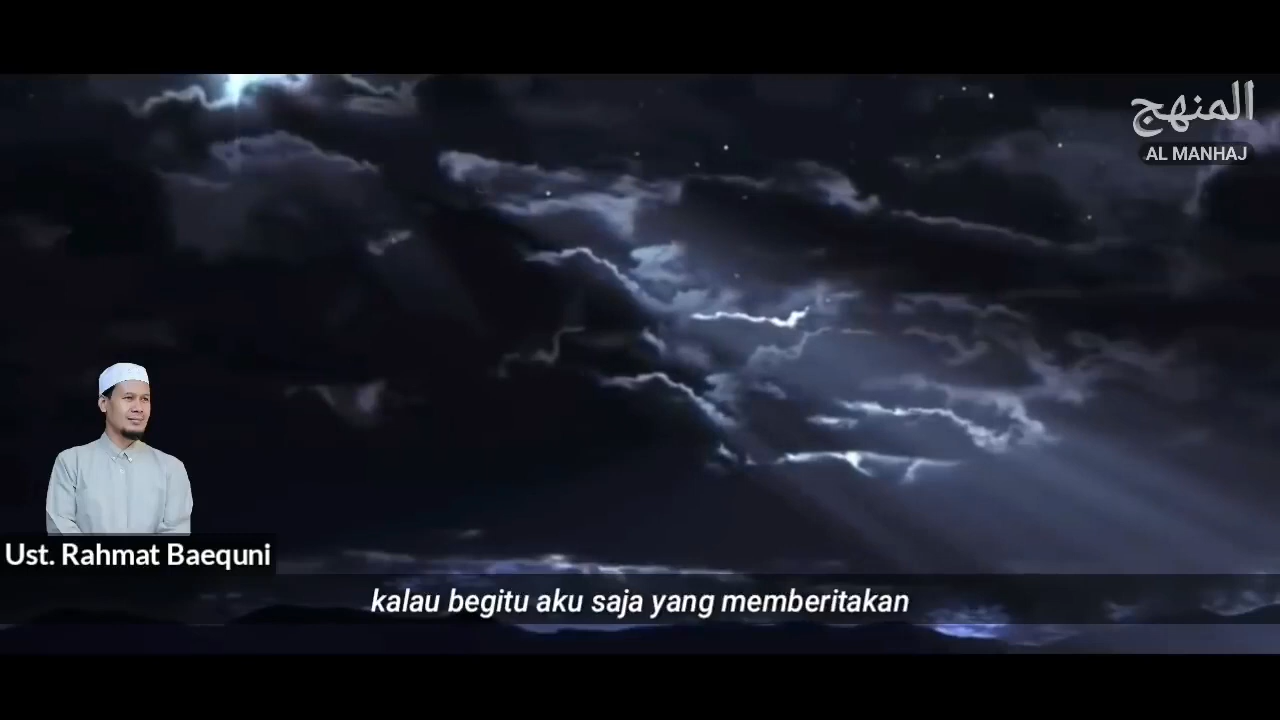 المنهج
AL MANHAJ
Ust. Rahmat Baequni
kalau begitu aku saja yang memberitakan